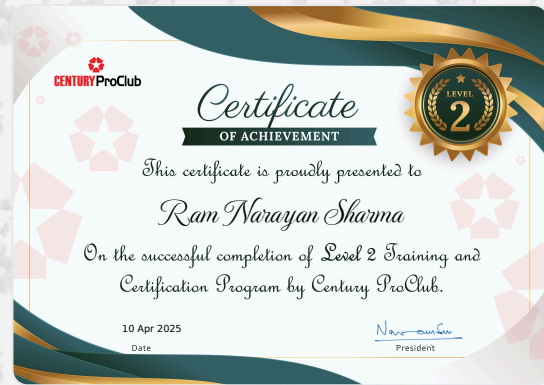 CENTURY ProClub
Certificate
OF ACHIEVEMENT
LEVEL
2
This certificate is proudly presented to
Ram Narayan Sharma
On the successful completion of Level 2 Training and
Certification Program by Century ProClub.
10 Apr 2025
Date
President